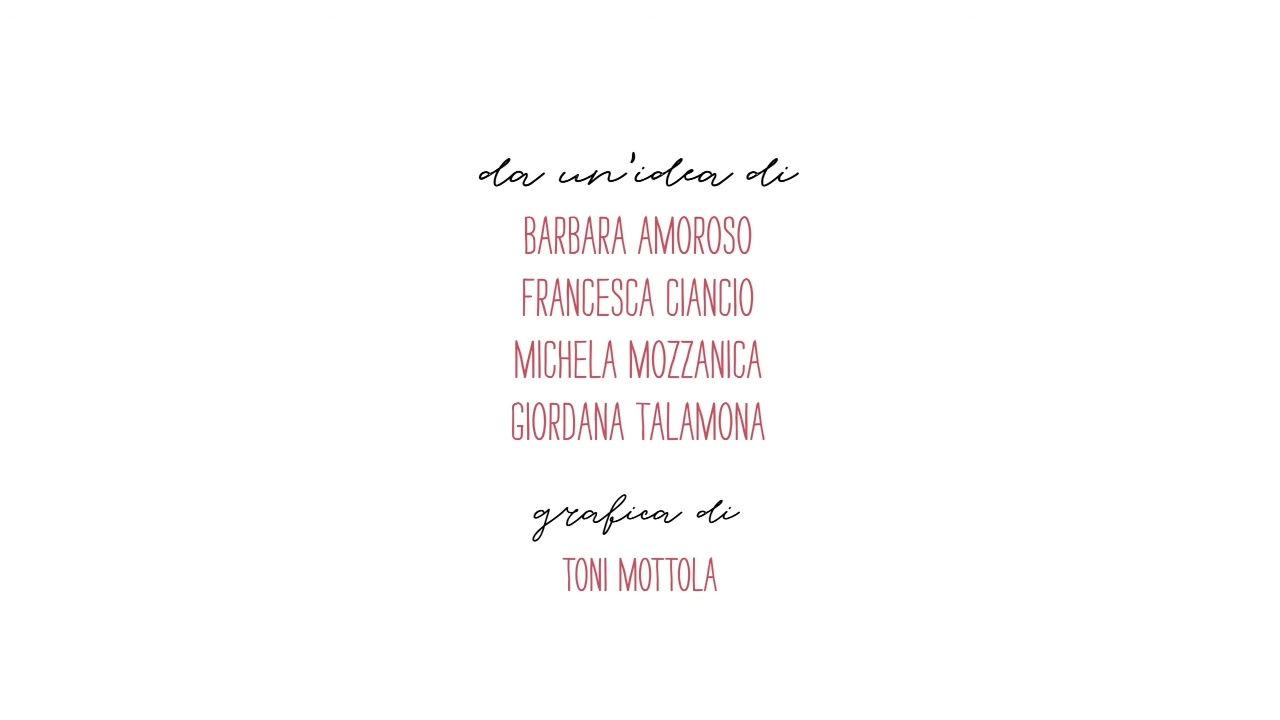 da un'idea di
BARBARA AMOROSO
FRANCESCA CIANCIO
MICHELA MOZZANICA
GIORDANA TALAMONA
grafica di
TONI MOTTOLA